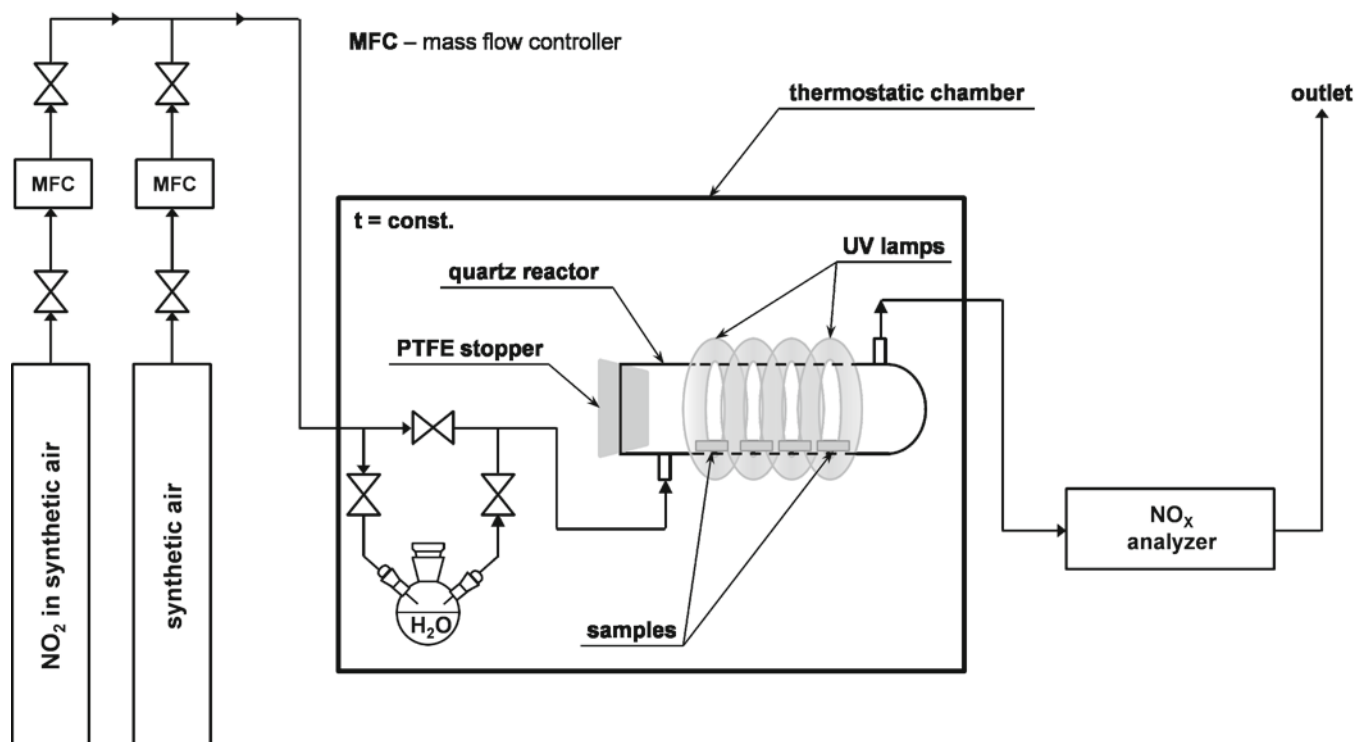 MFC – mass flow controller
thermostatic chamber
outlet
MFC
MFC
t = const.
UV lamps
quartz reactor
PTFE stopper
NO₂ in synthetic air
synthetic air
H₂O
samples
NOₓ
analyzer